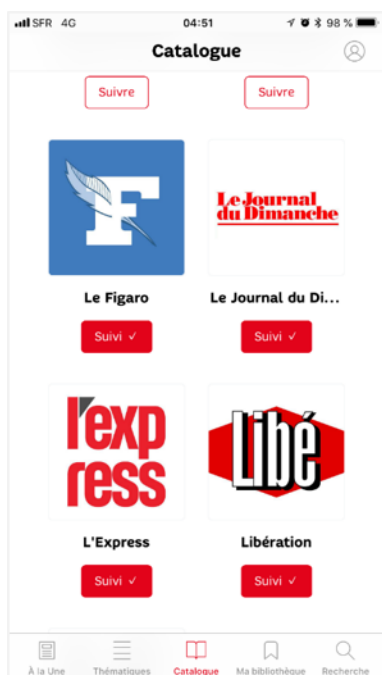 SFR 4G 04:51 98 %
Catalogue
Suivre Suivre
F
Le Journal
du Dimanche
Le Figaro Le Journal du Di...
Suivi ✓ Suivi ✓
l'exp
ress
Libé
L'Express Libération
Suivi ✓ Suivi ✓
À la Une Thématiques Catalogue Ma bibliothèque Recherche